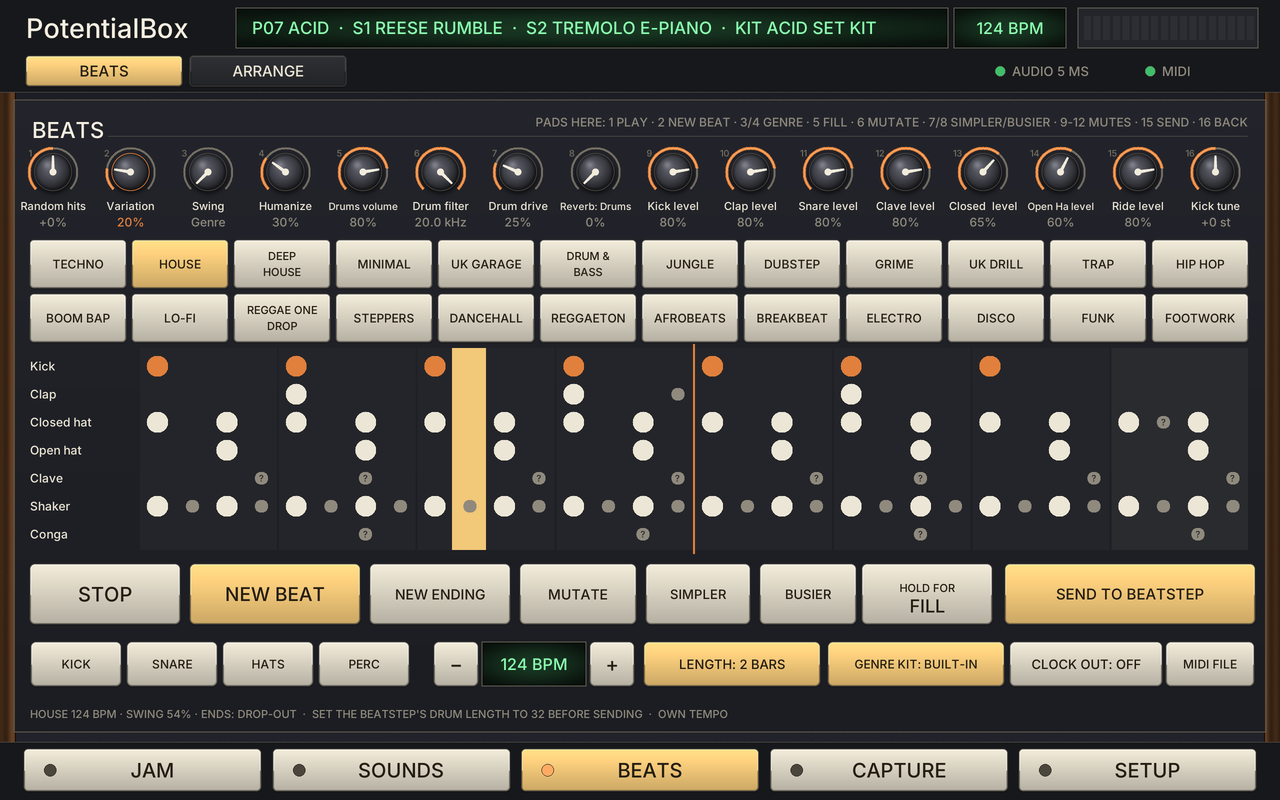 PotentialBox
P07 ACID · S1 REESE RUMBLE · S2 TREMOLO E-PIANO · KIT ACID SET KIT
124 BPM
BEATS
ARRANGE
AUDIO 5 MS
MIDI
BEATS
PADS HERE: 1 PLAY · 2 NEW BEAT · 3/4 GENRE · 5 FILL · 6 MUTATE · 7/8 SIMPLER/BUSIER · 9-12 MUTES · 15 SEND · 16 BACK
1 2 3 4 5 6 7 8 9 10 11 12 13 14 15 16
Random hits Variation Swing Humanize Drums volume Drum filter Drum drive Reverb: Drums Kick level Clap level Snare level Clave level Closed level Open Ha level Ride level Kick tune
+0% 20% Genre 30% 80% 20.0 kHz 25% 0% 80% 80% 80% 80% 65% 60% 80% +0 st
TECHNO HOUSE DEEP HOUSE MINIMAL UK GARAGE DRUM & BASS JUNGLE DUBSTEP GRIME UK DRILL TRAP HIP HOP
BOOM BAP LO-FI REGGAE ONE DROP STEPPERS DANCEHALL REGGAETON AFROBEATS BREAKBEAT ELECTRO DISCO FUNK FOOTWORK
Kick
Clap
Closed hat ?
Open hat
Clave ? ? ? ? ? ? ? ?
Shaker
Conga ? ? ? ?
STOP NEW BEAT NEW ENDING MUTATE SIMPLER BUSIER HOLD FOR FILL SEND TO BEATSTEP
KICK SNARE HATS PERC − 124 BPM + LENGTH: 2 BARS GENRE KIT: BUILT-IN CLOCK OUT: OFF MIDI FILE
HOUSE 124 BPM · SWING 54% · ENDS: DROP-OUT · SET THE BEATSTEP'S DRUM LENGTH TO 32 BEFORE SENDING · OWN TEMPO
JAM SOUNDS BEATS CAPTURE SETUP